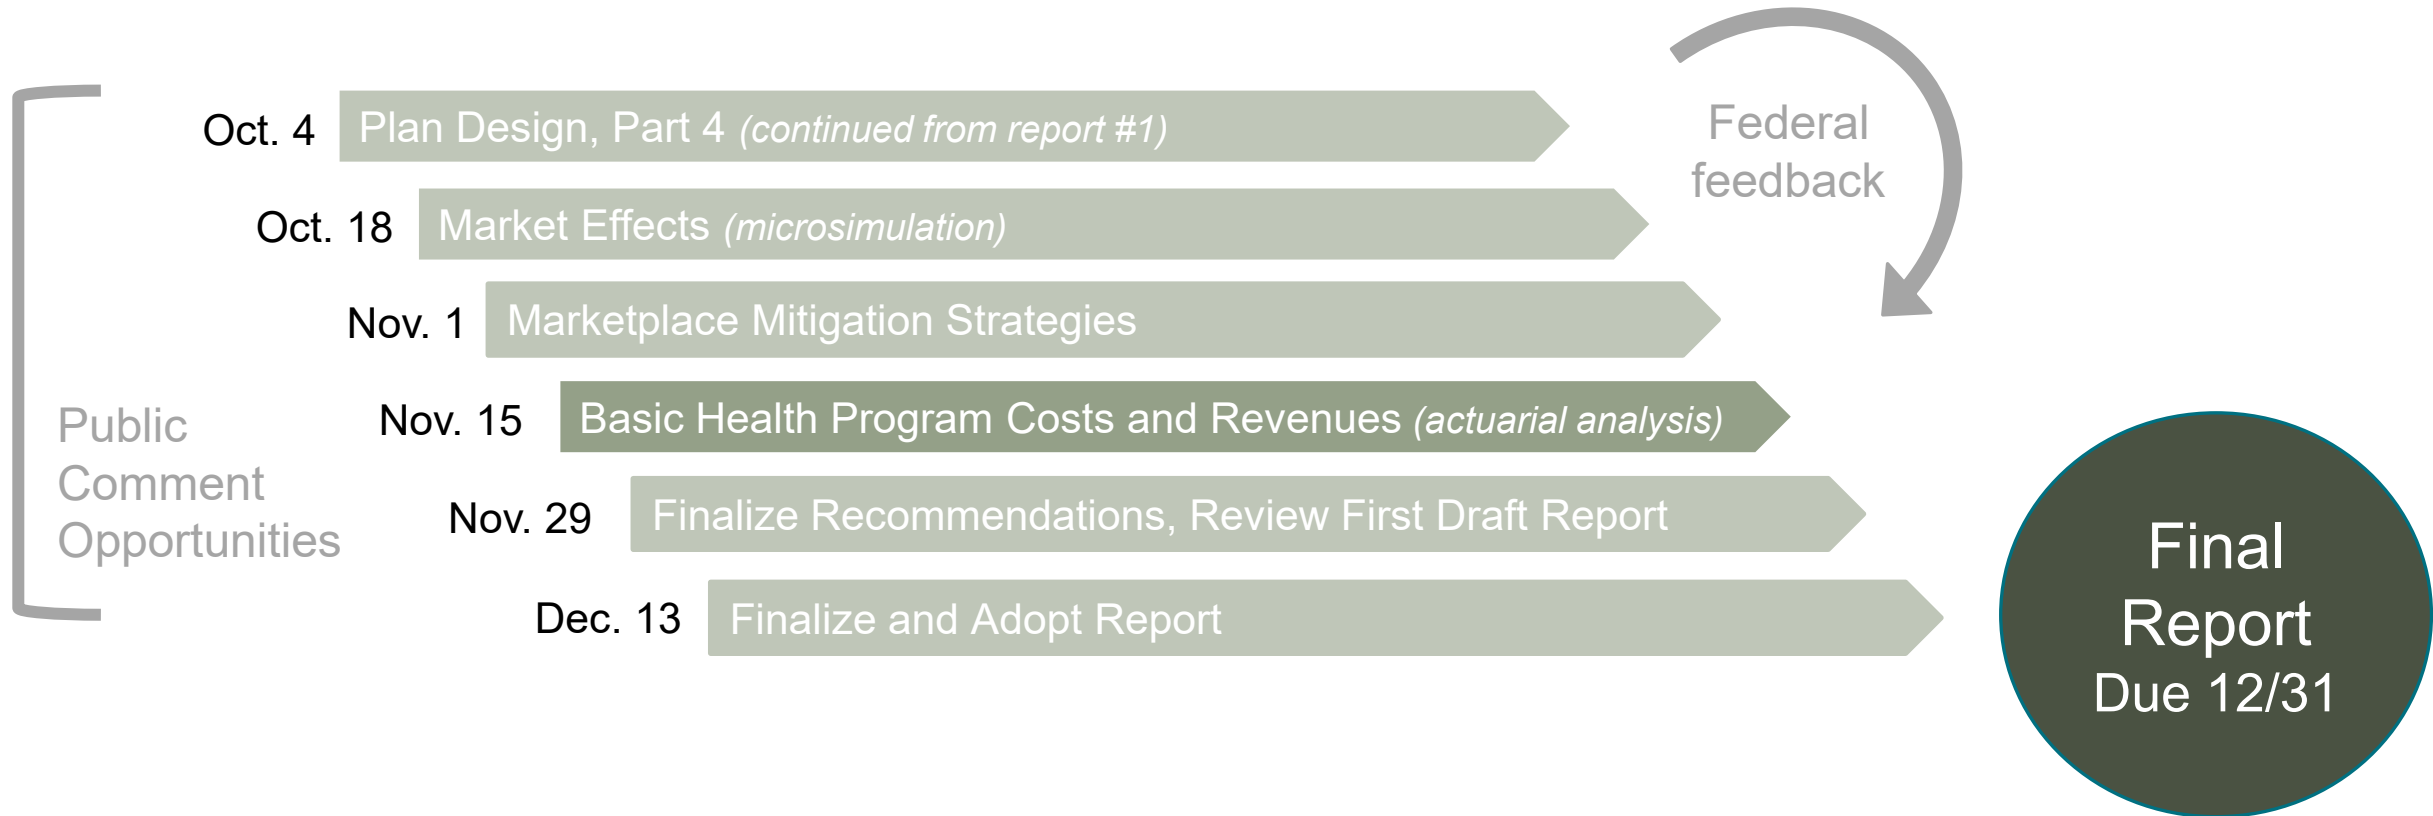 Oct. 4
Plan Design, Part 4 (continued from report #1)
Federal
feedback
Oct. 18
Market Effects (microsimulation)
Nov. 1
Marketplace Mitigation Strategies
Nov. 15
Basic Health Program Costs and Revenues (actuarial analysis)
Public
Comment
Opportunities
Nov. 29
Finalize Recommendations, Review First Draft Report
Dec. 13
Finalize and Adopt Report
Final
Report
Due 12/31